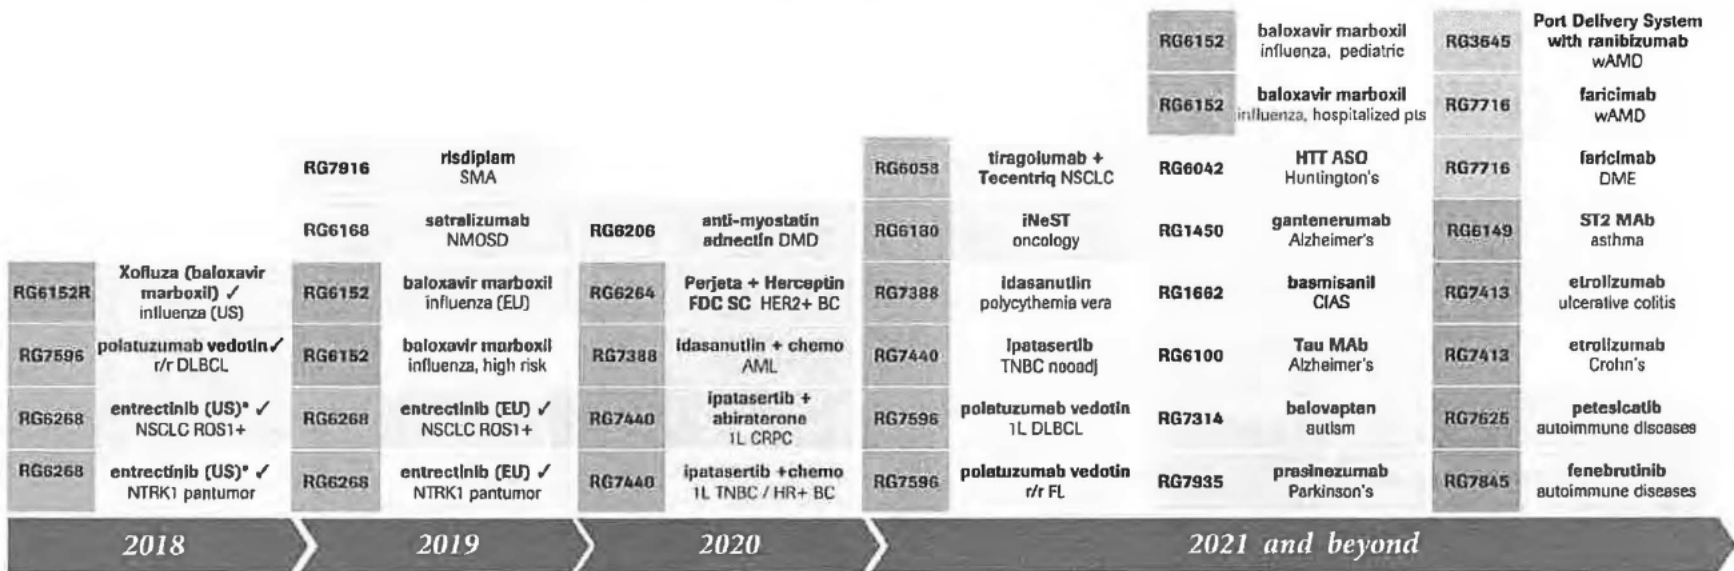 RG6152R
Xofluza (baloxavir
marboxil) ✓
influenza (US)
RG7596
polatuzumab vedotin ✓
r/r DLBCL
RG6268
entrectinib (US)* ✓
NSCLC ROS1+
RG6268
entrectinib (US)* ✓
NTRK1 pantumor
2018
RG7916
risdiplam
SMA
RG6168
satralizumab
NMOSD
RG6152
baloxavir marboxil
influenza (EU)
RG6152
baloxavir marboxil
influenza, high risk
RG6268
entrectinib (EU) ✓
NSCLC ROS1+
RG6268
entrectinib (EU) ✓
NTRK1 pantumor
2019
RG6206
anti-myostatin
adnectin DMD
RG6264
Perjeta + Herceptin
FDC SC HER2+ BC
RG7388
idasanutlin + chemo
AML
RG7440
ipatasertib +
abiraterone
1L CRPC
RG7440
ipatasertib +chemo
1L TNBC / HR+ BC
2020
RG6058
tiragolumab +
Tecentriq NSCLC
RG6180
iNeST
oncology
RG7388
idasanutlin
polycythemia vera
RG7440
ipatasertib
TNBC neoadj
RG7596
polatuzumab vedotin
1L DLBCL
RG7596
polatuzumab vedotin
r/r FL
RG6152
baloxavir marboxil
influenza, pediatric
RG6152
baloxavir marboxil
influenza, hospitalized pts
RG6042
HTT ASO
Huntington's
RG1450
gantenerumab
Alzheimer's
RG1662
basmisanil
CIAS
RG6100
Tau MAb
Alzheimer's
RG7314
balovaptan
autism
RG7935
prasinezumab
Parkinson's
RG3645
Port Delivery System
with ranibizumab
wAMD
RG7716
faricimab
wAMD
RG7716
faricimab
DME
RG6149
ST2 MAb
asthma
RG7413
etrolizumab
ulcerative colitis
RG7413
etrolizumab
Crohn's
RG7625
petesicatib
autoimmune diseases
RG7845
fenebrutinib
autoimmune diseases
2021 and beyond